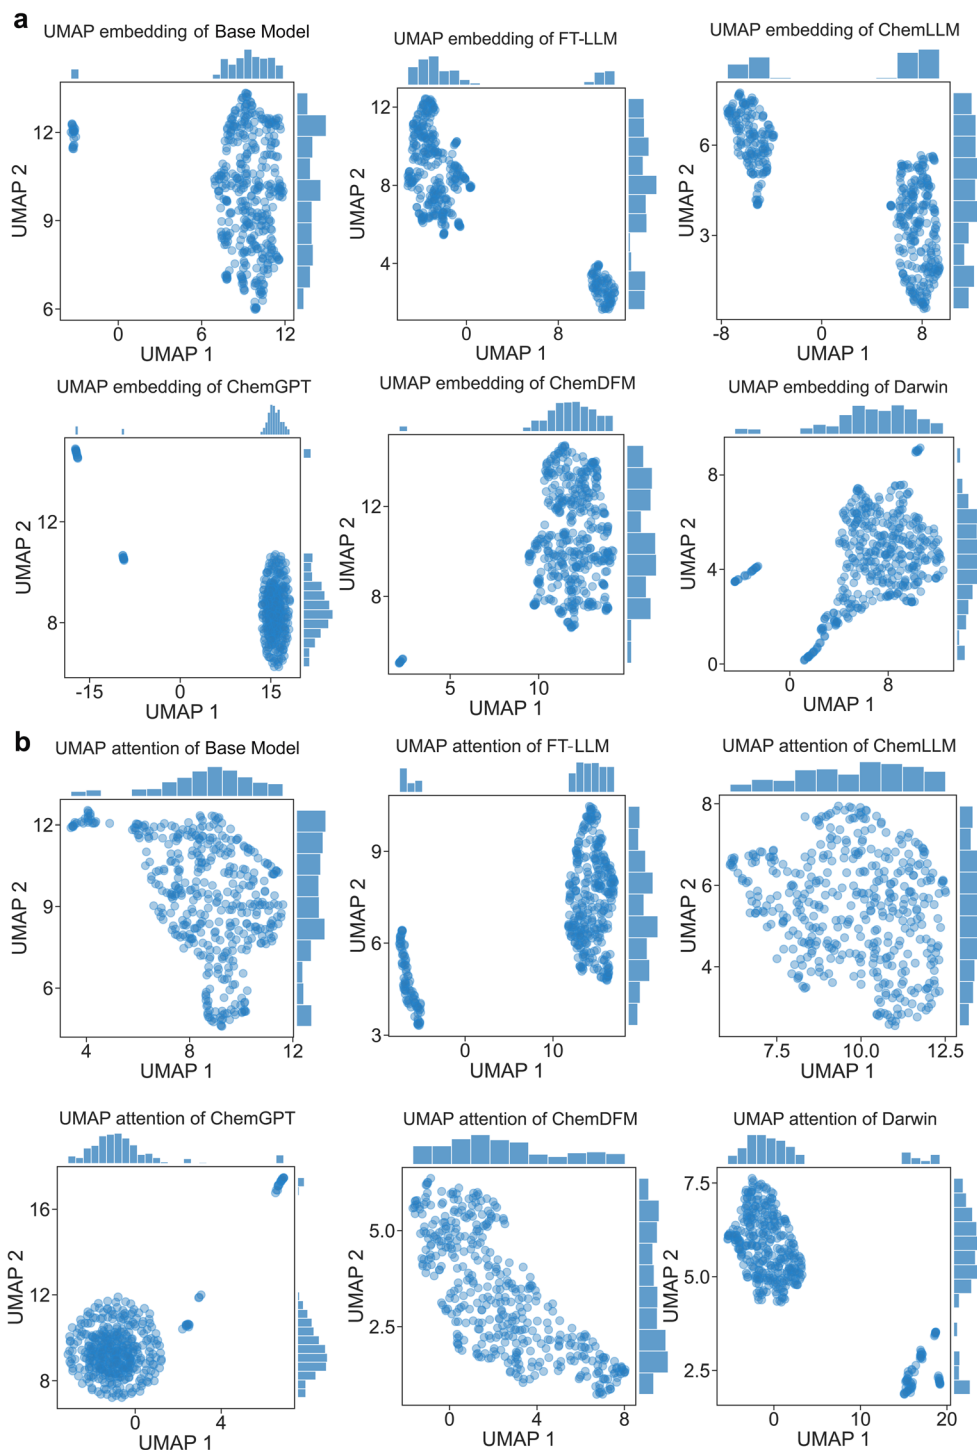 a
UMAP embedding of Base Model
UMAP 2
12
9
6
0
6
12
UMAP 1
UMAP embedding of FT-LLM
UMAP 2
12
8
4
0
8
UMAP 1
UMAP embedding of ChemLLM
UMAP 2
6
3
-8
0
8
UMAP 1
UMAP embedding of ChemGPT
UMAP 2
12
8
-15
0
15
UMAP 1
UMAP embedding of ChemDFM
UMAP 2
12
8
5
10
UMAP 1
UMAP embedding of Darwin
UMAP 2
8
4
0
0
8
UMAP 1
b
UMAP attention of Base Model
UMAP 2
12
9
6
4
8
12
UMAP 1
UMAP attention of FT-LLM
UMAP 2
9
6
3
0
10
UMAP 1
UMAP attention of ChemLLM
UMAP 2
8
6
4
7.5
10.0
12.5
UMAP 1
UMAP attention of ChemGPT
UMAP 2
16
12
8
0
4
UMAP 1
UMAP attention of ChemDFM
UMAP 2
5.0
2.5
0
4
8
UMAP 1
UMAP attention of Darwin
UMAP 2
7.5
5.0
2.5
0
10
20
UMAP 1